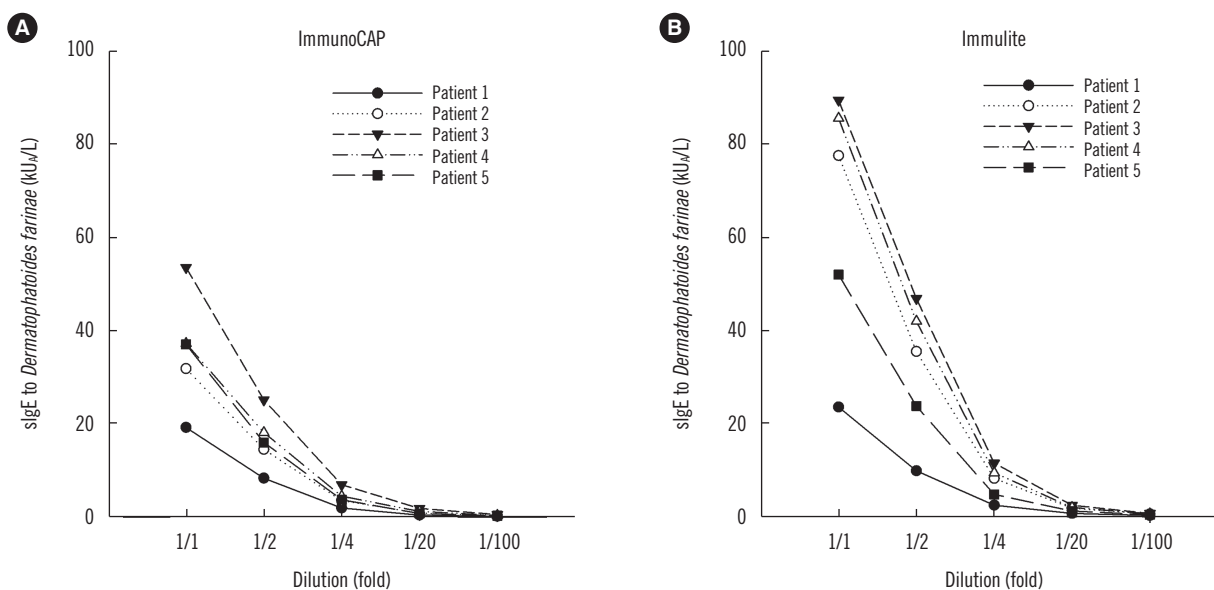 A
ImmunoCAP
100
80
60
40
20
0
sIgE to Dermatophatoides farinae (kUA/L)
Patient 1
Patient 2
Patient 3
Patient 4
Patient 5
1/1 1/2 1/4 1/20 1/100
Dilution (fold)
B
Immulite
100
80
60
40
20
0
sIgE to Dermatophatoides farinae (kUA/L)
Patient 1
Patient 2
Patient 3
Patient 4
Patient 5
1/1 1/2 1/4 1/20 1/100
Dilution (fold)